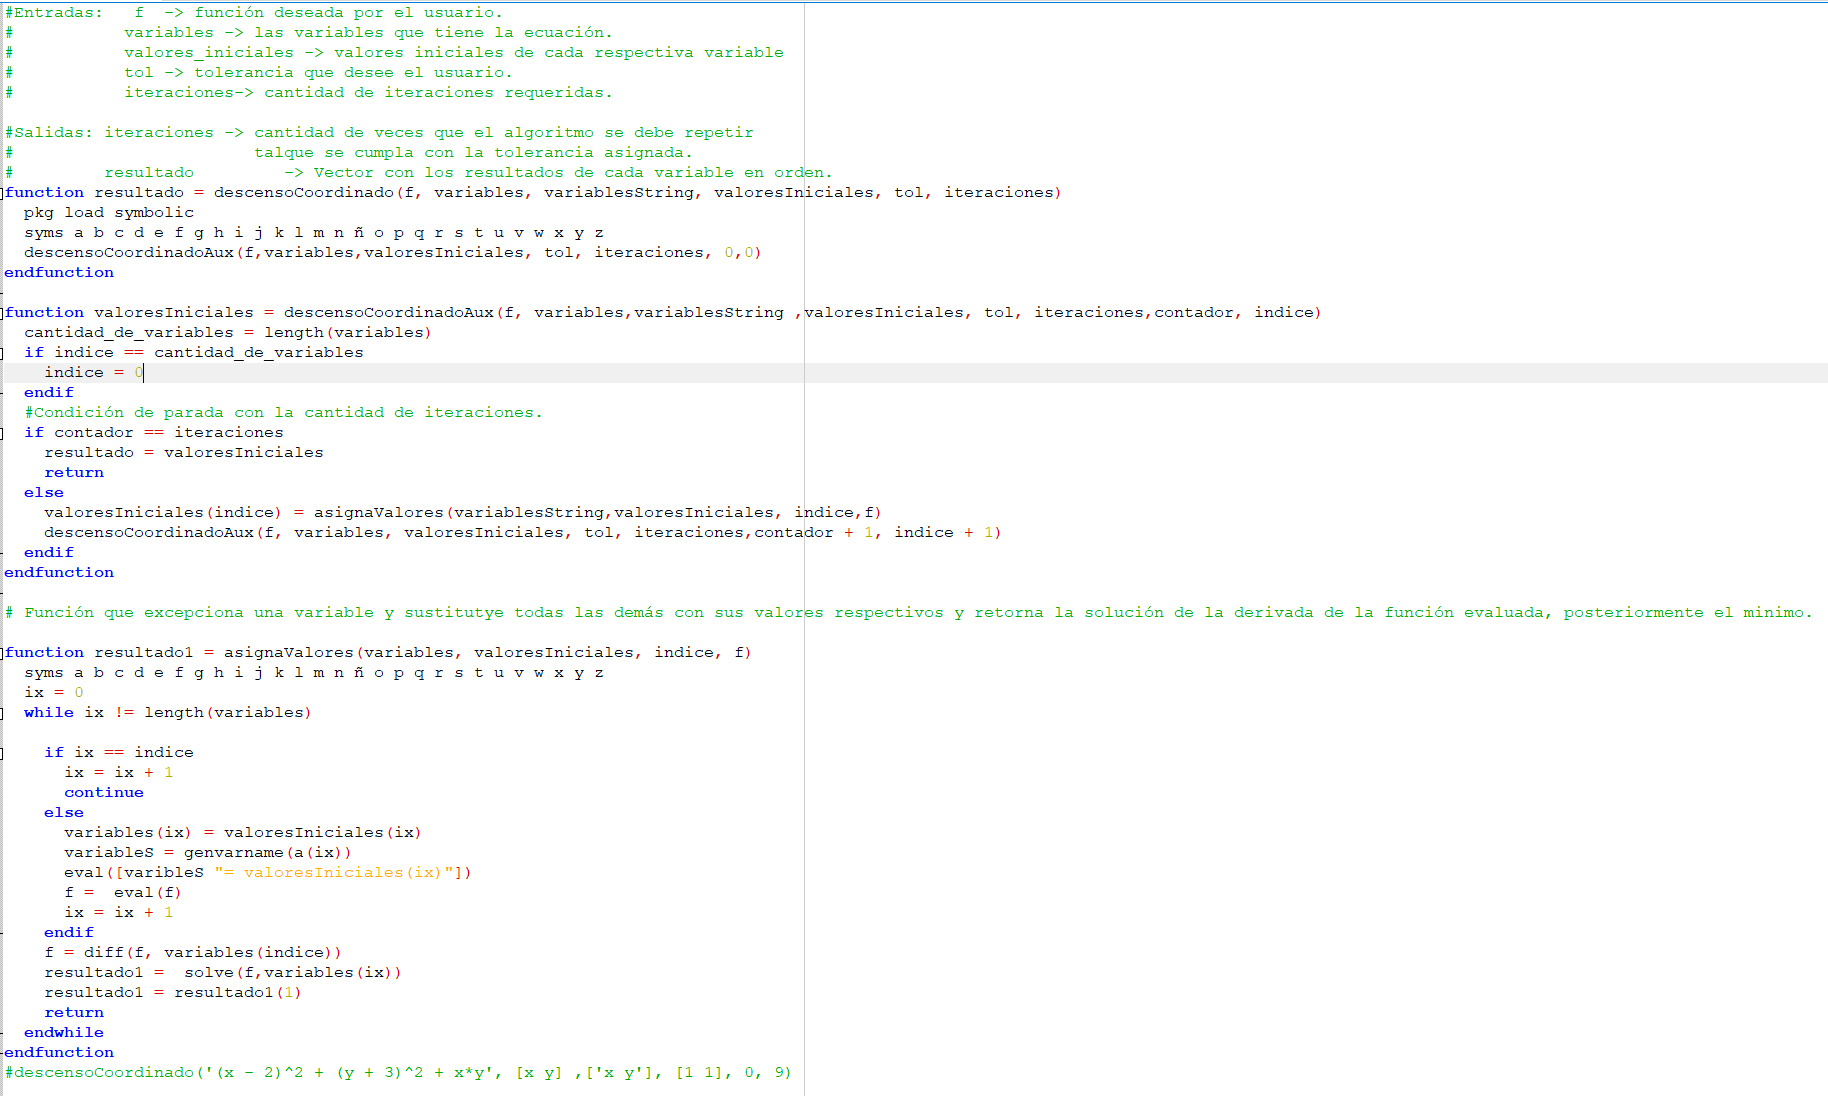 #Entradas:   f  -> función deseada por el usuario.
#           variables -> las variables que tiene la ecuación.
#           valores_iniciales -> valores iniciales de cada respectiva variable
#           tol -> tolerancia que desee el usuario.
#           iteraciones-> cantidad de iteraciones requeridas.
#Salidas: iteraciones -> cantidad de veces que el algoritmo se debe repetir
#                        talque se cumpla con la tolerancia asignada.
#         resultado         -> Vector con los resultados de cada variable en orden.
function resultado = descensoCoordinado(f, variables, variablesString, valoresIniciales, tol, iteraciones)
  pkg load symbolic
  syms a b c d e f g h i j k l m n ñ o p q r s t u v w x y z
  descensoCoordinadoAux(f,variables,valoresIniciales, tol, iteraciones, 0,0)
endfunction
function valoresIniciales = descensoCoordinadoAux(f, variables,variablesString ,valoresIniciales, tol, iteraciones,contador, indice)
  cantidad_de_variables = length(variables)
  if indice == cantidad_de_variables
    indice = 0
  endif
  #Condición de parada con la cantidad de iteraciones.
  if contador == iteraciones
    resultado = valoresIniciales
    return
  else
    valoresIniciales(indice) = asignaValores(variablesString,valoresIniciales, indice,f)
    descensoCoordinadoAux(f, variables, valoresIniciales, tol, iteraciones,contador + 1, indice + 1)
  endif
endfunction
# Función que excepciona una variable y sustitutye todas las demás con sus valores respectivos y retorna la solución de la derivada de la función evaluada, posteriormente el minimo.
function resultado1 = asignaValores(variables, valoresIniciales, indice, f)
  syms a b c d e f g h i j k l m n ñ o p q r s t u v w x y z
  ix = 0
  while ix != length(variables)
    if ix == indice
      ix = ix + 1
      continue
    else
      variables(ix) = valoresIniciales(ix)
      variableS = genvarname(a(ix))
      eval([varibleS "= valoresIniciales(ix)"])
      f =  eval(f)
      ix = ix + 1
    endif
    f = diff(f, variables(indice))
    resultado1 =  solve(f,variables(ix))
    resultado1 = resultado1(1)
    return
  endwhile
endfunction
#descensoCoordinado('(x - 2)^2 + (y + 3)^2 + x*y', [x y] ,['x y'], [1 1], 0, 9)